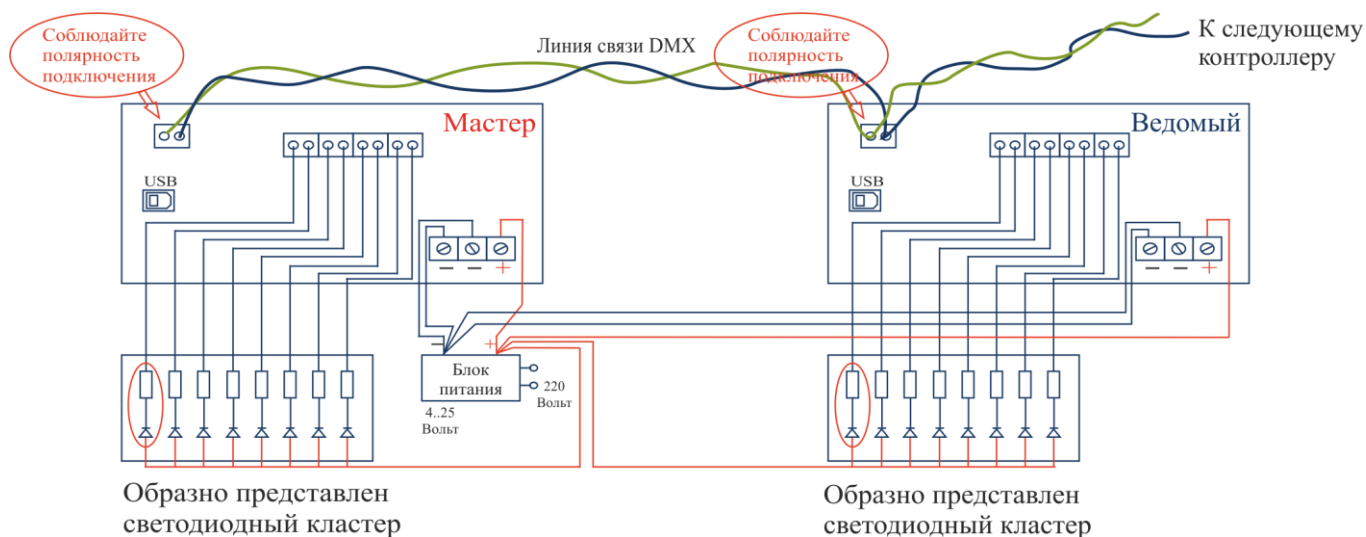 Соблюдайте
полярность
подключения
Линия связи DMX
Соблюдайте
полярность
подключения
К следующему
контроллеру
Мастер
Ведомый
USB
USB
− − +
− − +
− +
Блок
питания
220
Вольт
4..25
Вольт
Образно представлен
светодиодный кластер
Образно представлен
светодиодный кластер